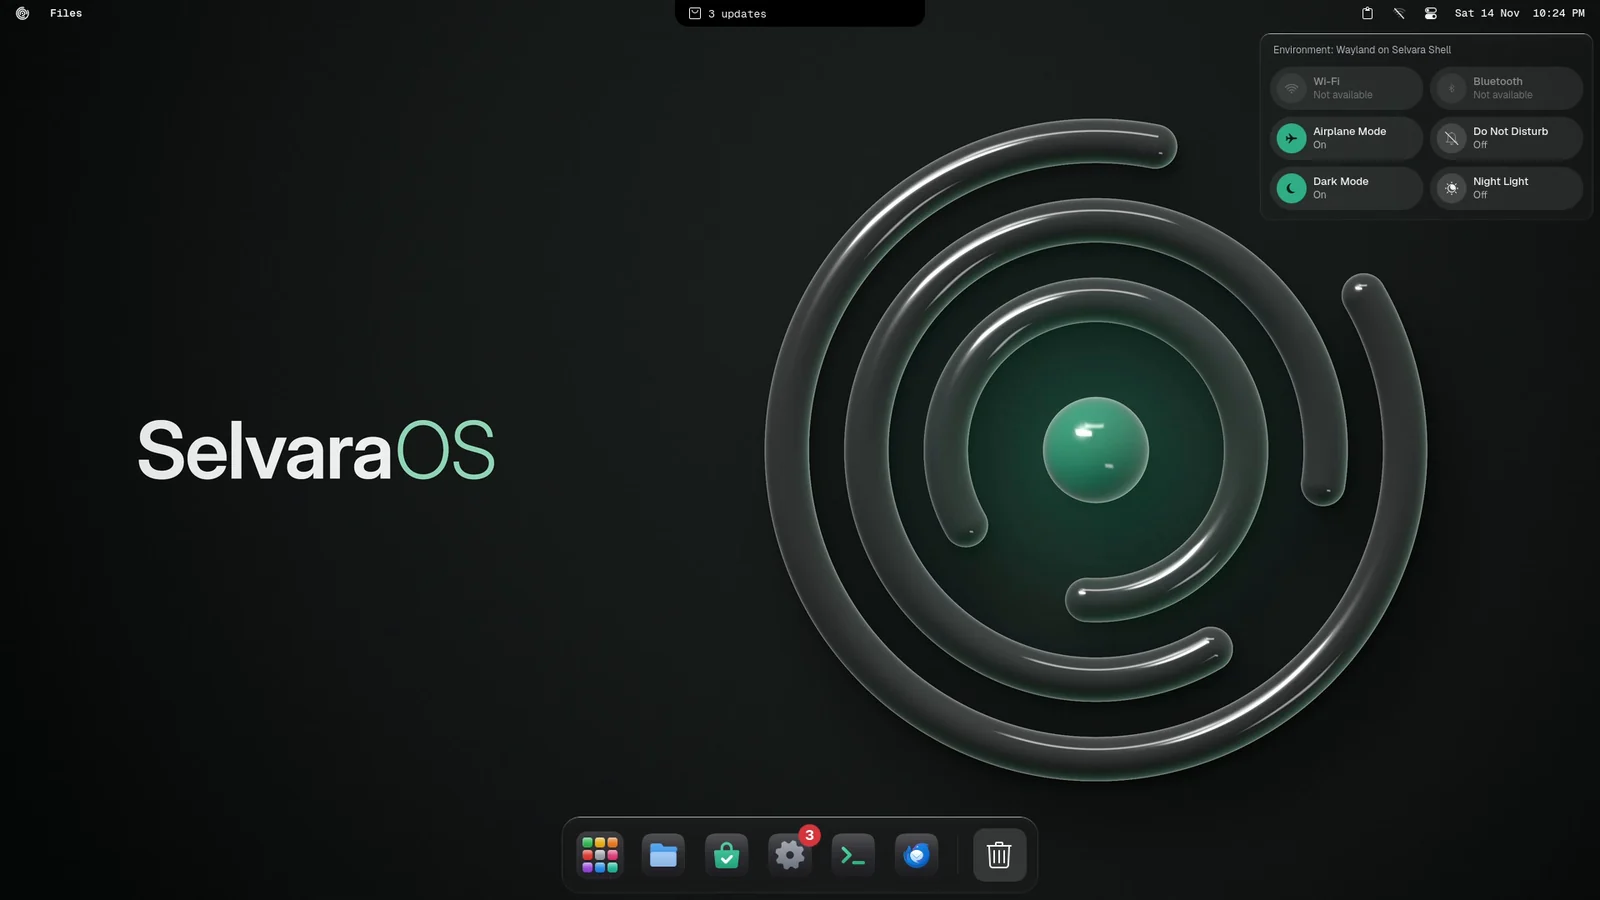 Files
3 updates
Sat 14 Nov 10:24 PM
Environment: Wayland on Selvara Shell
Wi-Fi
Not available
Bluetooth
Not available
Airplane Mode
On
Do Not Disturb
Off
Dark Mode
On
Night Light
Off
SelvaraOS
3